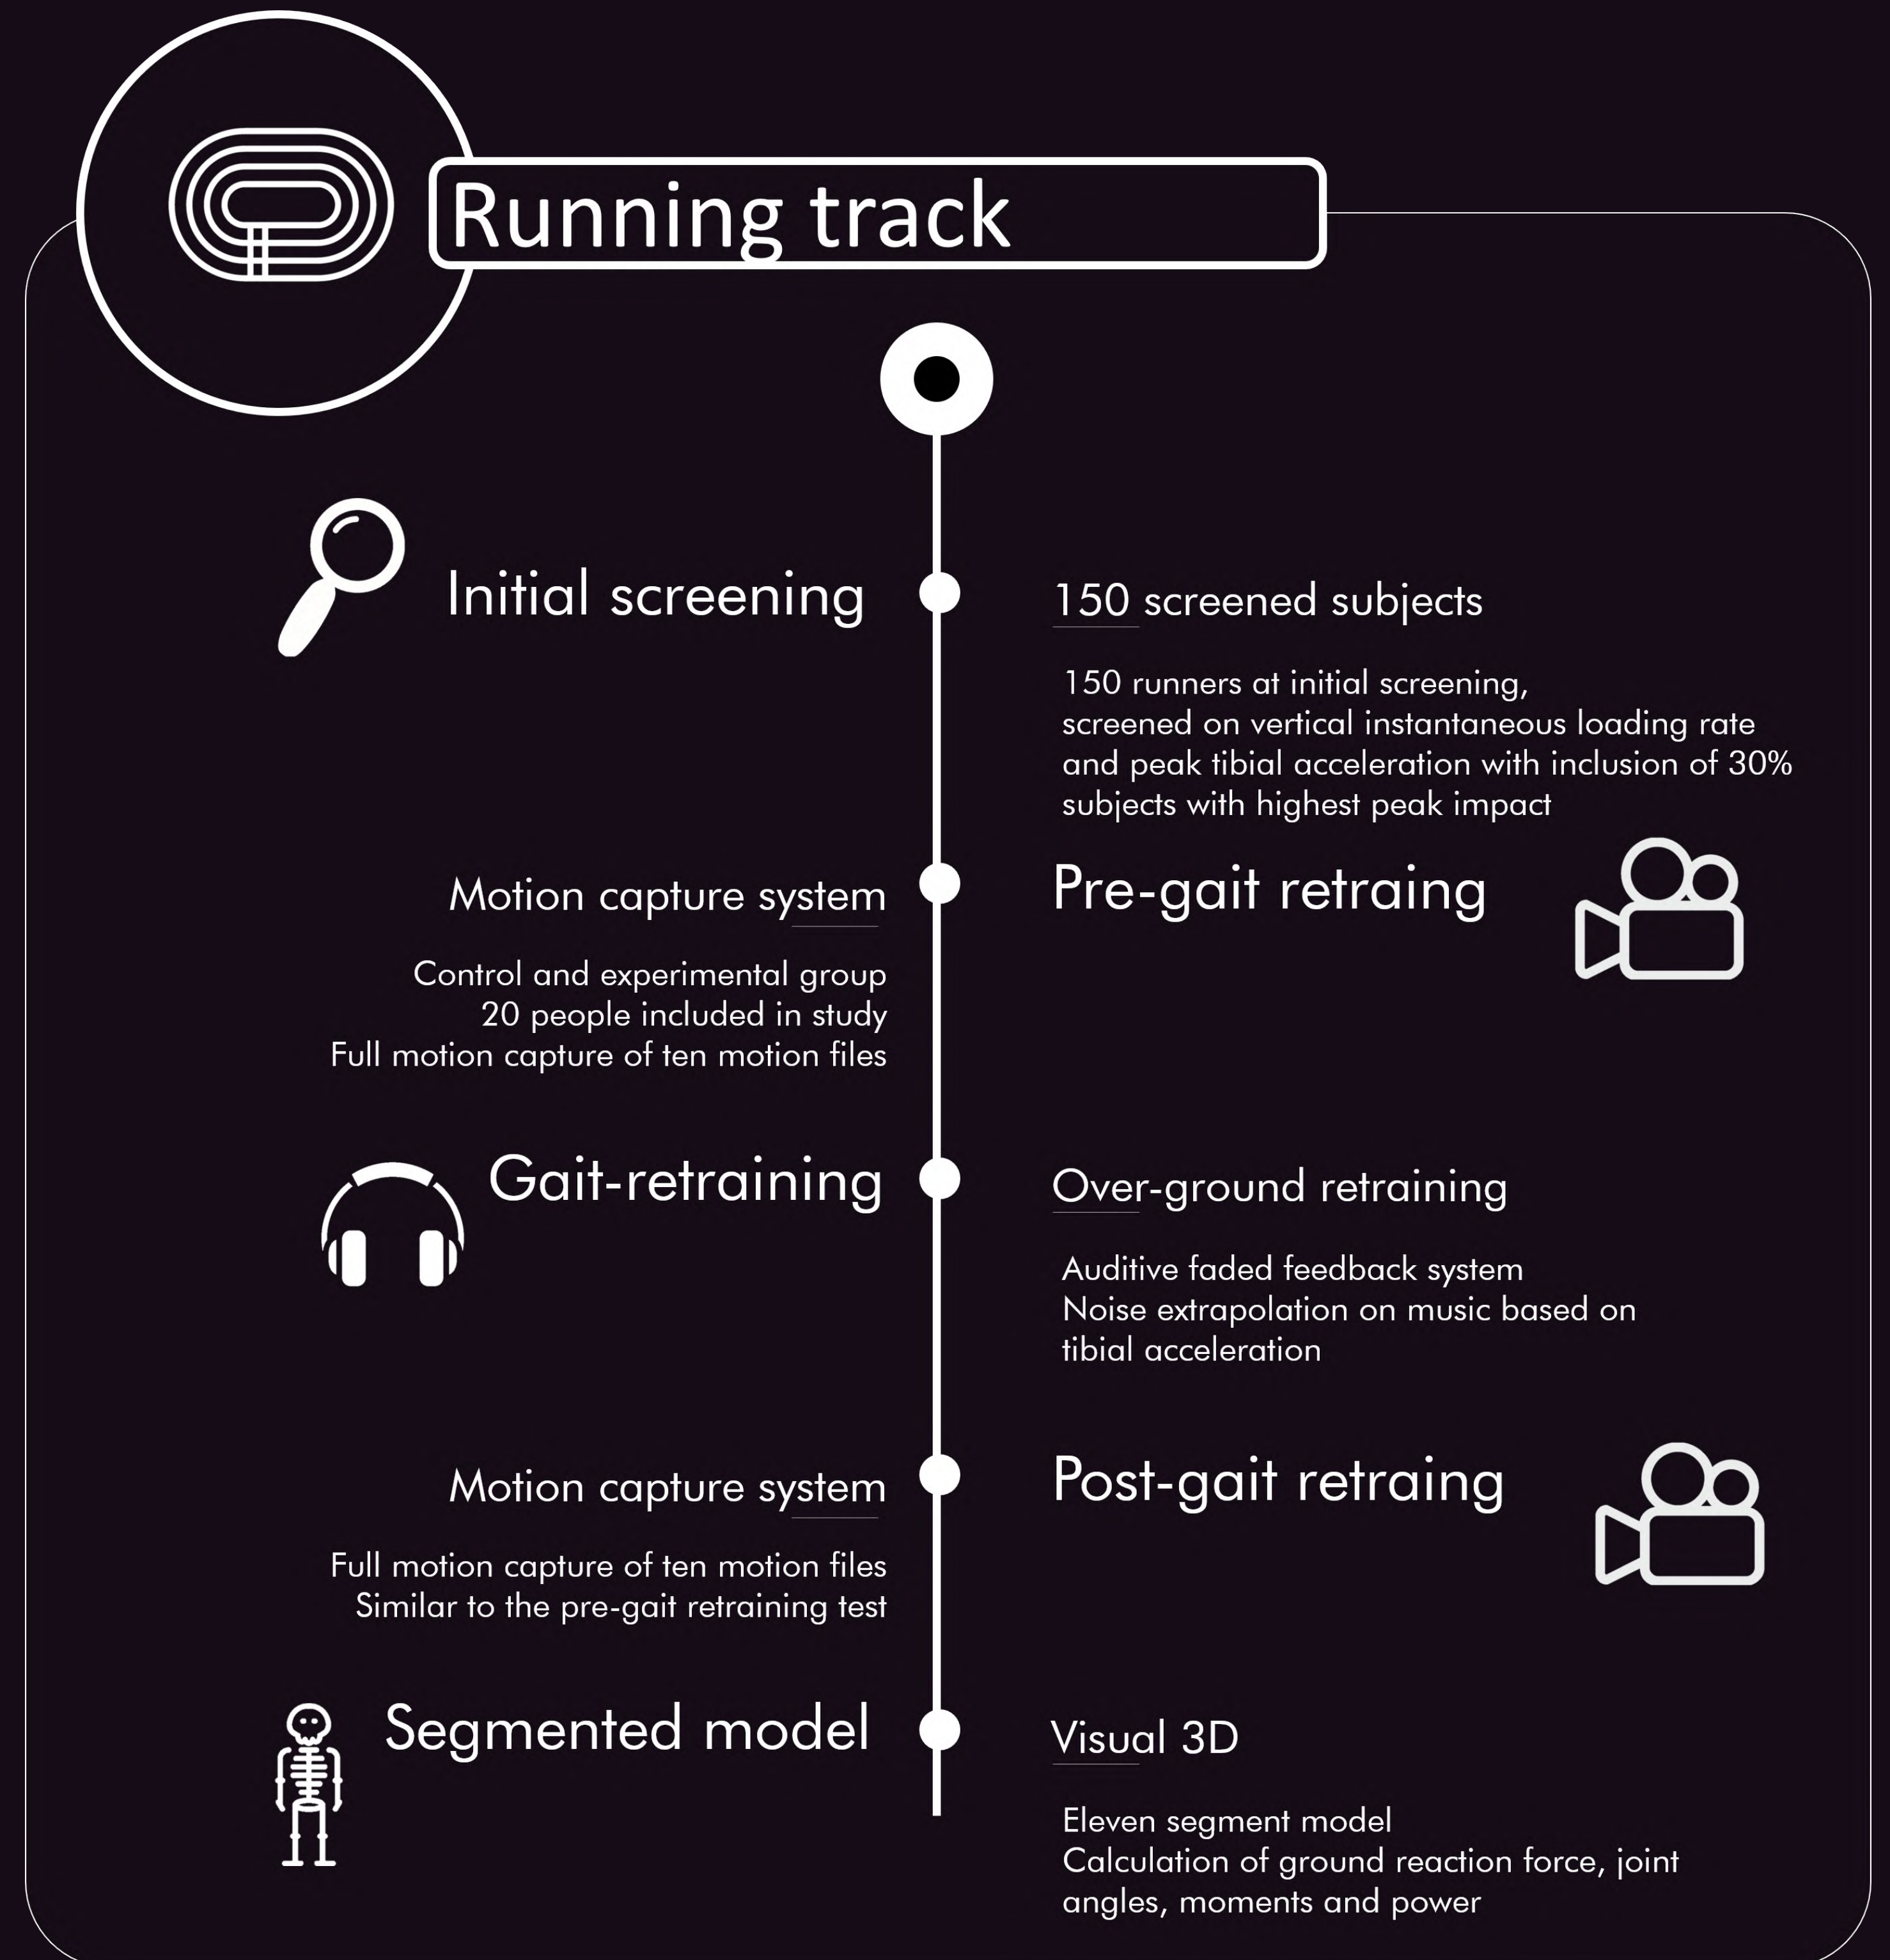 Running track
Initial screening
150 screened subjects
150 runners at initial screening,
screened on vertical instantaneous loading rate
and peak tibial acceleration with inclusion of 30%
subjects with highest peak impact
Pre-gait retraing
Motion capture system
Control and experimental group
20 people included in study
Full motion capture of ten motion files
Gait-retraining
Over-ground retraining
Auditive faded feedback system
Noise extrapolation on music based on
tibial acceleration
Post-gait retraing
Motion capture system
Full motion capture of ten motion files
Similar to the pre-gait retraining test
Segmented model
Visual 3D
Eleven segment model
Calculation of ground reaction force, joint
angles, moments and power